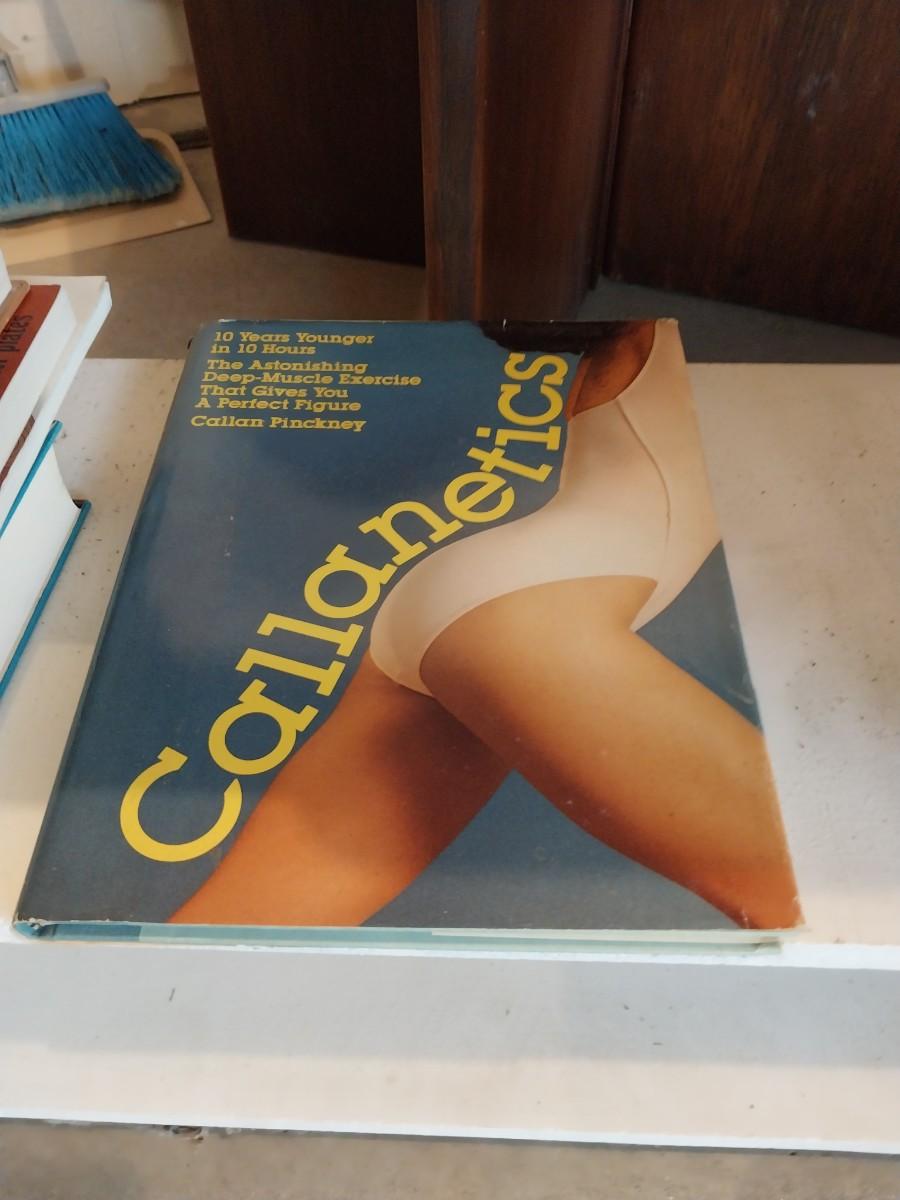 10 Years Younger
in 10 Hours
The Astonishing
Deep-Muscle Exercise
That Gives You
A Perfect Figure
Callan Pinckney
Callanetics
plates